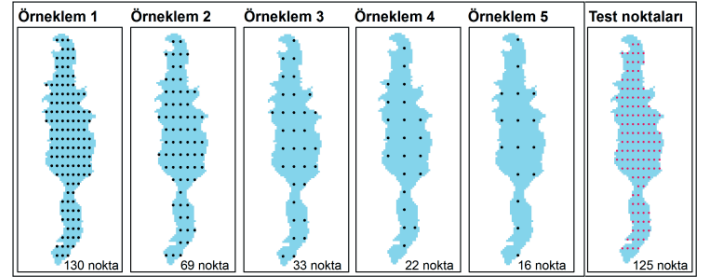 Örneklem 1
Örneklem 2
Örneklem 3
Örneklem 4
Örneklem 5
Test noktaları
130 nokta
69 nokta
33 nokta
22 nokta
16 nokta
125 nokta